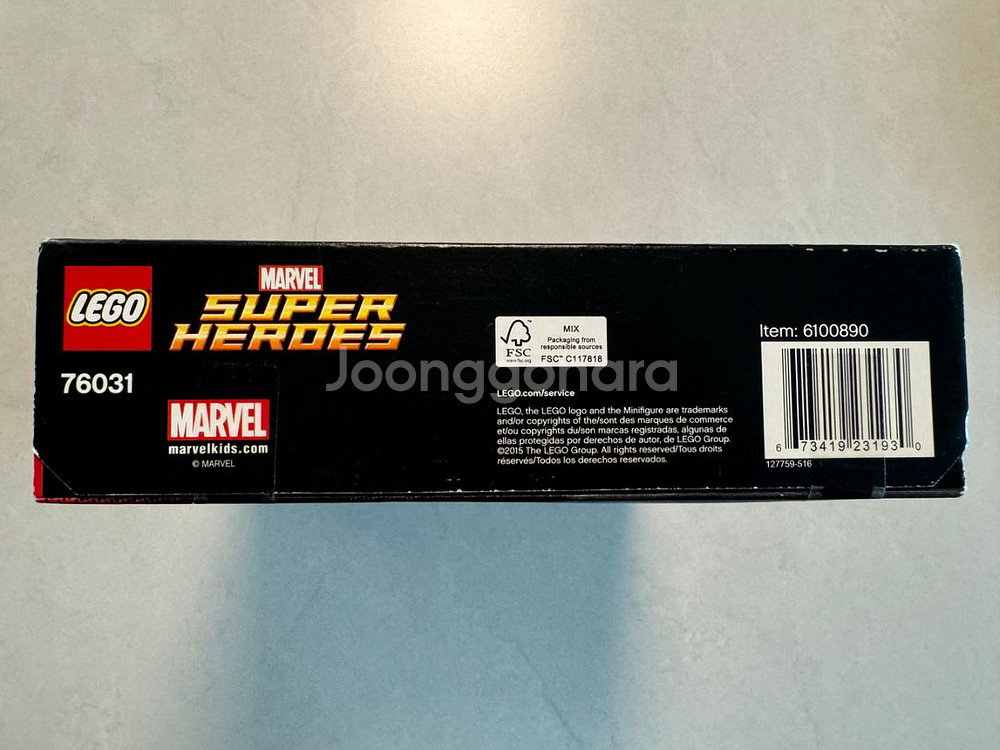 LEGO
MARVEL
SUPER
HEROES
76031
MARVEL
marvelkids.com
© MARVEL
FSC
www.fsc.org
MIX
Packaging from
responsible sources
FSC™ C117818
Joonggonara
LEGO.com/service
LEGO, the LEGO logo and the Minifigure are trademarks
and/or copyrights of the/sont des marques de commerce
et/ou copyrights du/son marcas registradas, algunas de
ellas protegidas por derechos de autor, de LEGO Group.
©2015 The LEGO Group. All rights reserved/Tous droits
réservés/Todos los derechos reservados.
Item: 6100890
6 73419 23193 0
127759-516